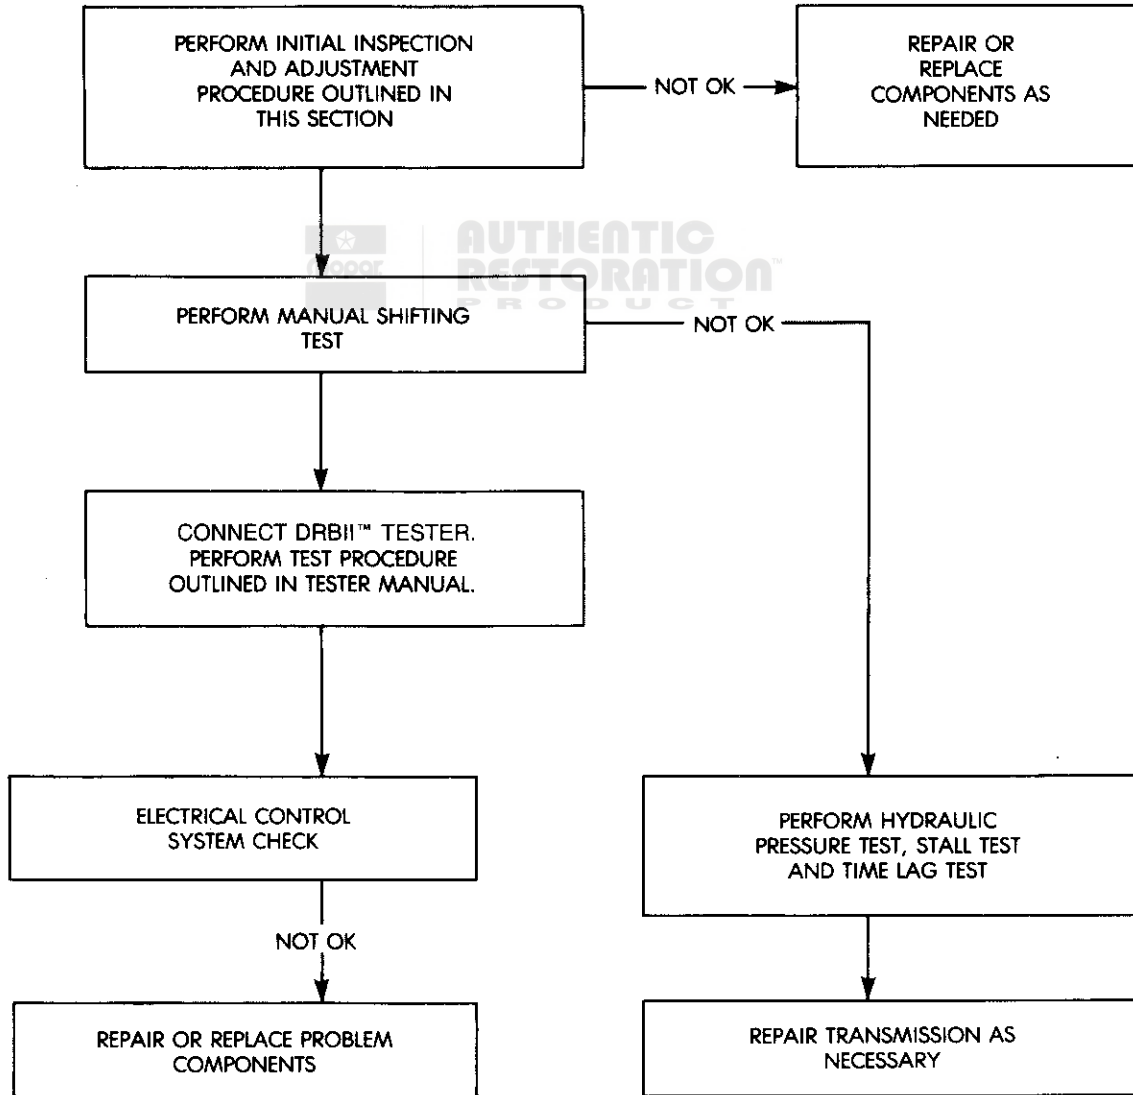 PERFORM INITIAL INSPECTION
AND ADJUSTMENT
PROCEDURE OUTLINED IN
THIS SECTION
NOT OK
REPAIR OR
REPLACE
COMPONENTS AS
NEEDED
Mopar
AUTHENTIC
RESTORATION™
PRODUCT
PERFORM MANUAL SHIFTING
TEST
NOT OK
CONNECT DRBII™ TESTER.
PERFORM TEST PROCEDURE
OUTLINED IN TESTER MANUAL.
ELECTRICAL CONTROL
SYSTEM CHECK
PERFORM HYDRAULIC
PRESSURE TEST, STALL TEST
AND TIME LAG TEST
NOT OK
REPAIR OR REPLACE PROBLEM
COMPONENTS
REPAIR TRANSMISSION AS
NECESSARY